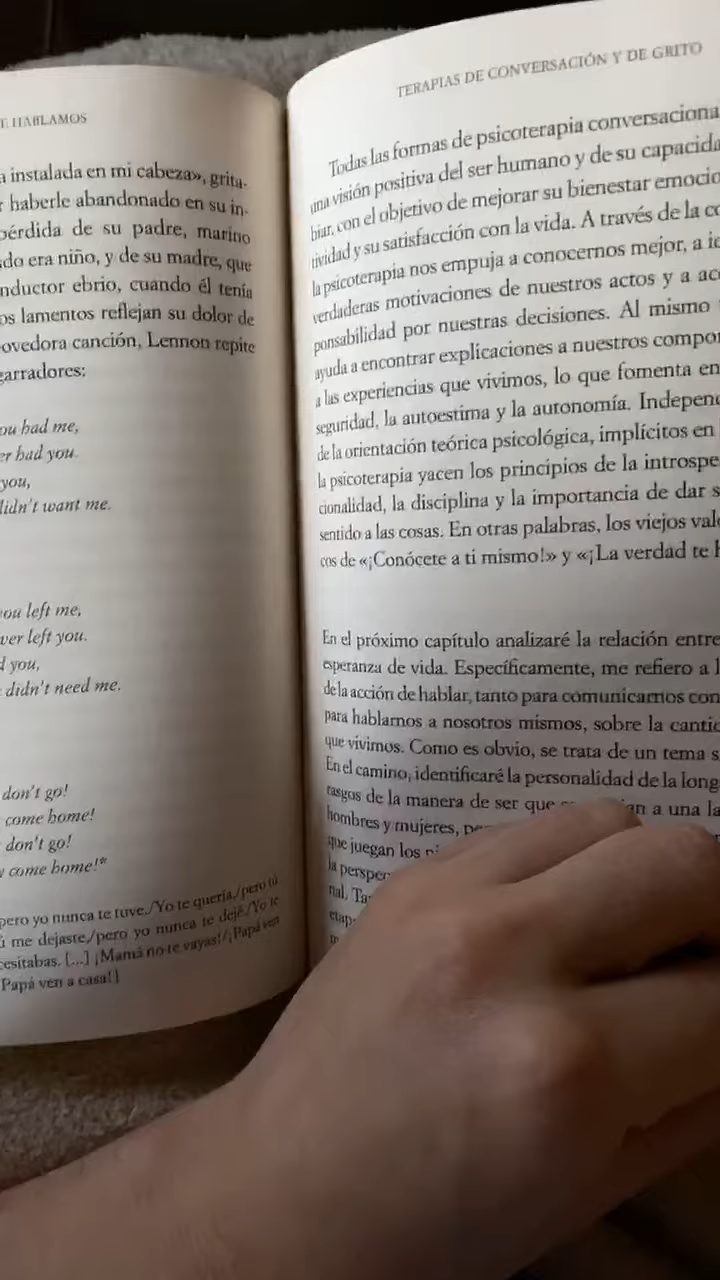 HABLAMOS
a instalada en mi cabeza», grita-
r haberle abandonado en su in-
pérdida de su padre, marino
do era niño, y de su madre, que
nductor ebrio, cuando él tenía
os lamentos reflejan su dolor de
ovedora canción, Lennon repite
garradores:
ou had me,
er had you.
you,
didn't want me.
you left me,
ver left you.
d you,
didn't need me.
don't go!
come home!
don't go!
come home!*
pero yo nunca te tuve./Yo te quería,/pero tú
ú me dejaste/pero yo nunca te dejé./Yo te
cesitabas. [...] ¡Mamá no te vayas!/¡Papá ven
Papá ven a casa!]
TERAPIAS DE CONVERSACIÓN Y DE GRITO
Todas las formas de psicoterapia conversaciona
una visión positiva del ser humano y de su capacida
biar, con el objetivo de mejorar su bienestar emocio
tividad y su satisfacción con la vida. A través de la co
la psicoterapia nos empuja a conocernos mejor, a id
verdaderas motivaciones de nuestros actos y a ac
ponsabilidad por nuestras decisiones. Al mismo
ayuda a encontrar explicaciones a nuestros compor
a las experiencias que vivimos, lo que fomenta en
seguridad, la autoestima y la autonomía. Independ
de la orientación teórica psicológica, implícitos en
la psicoterapia yacen los principios de la introspe
cionalidad, la disciplina y la importancia de dar s
sentido a las cosas. En otras palabras, los viejos val
cos de «¡Conócete a ti mismo!» y «¡La verdad te h
En el próximo capítulo analizaré la relación entre
esperanza de vida. Específicamente, me refiero a l
de la acción de hablar, tanto para comunicarnos con
para hablarnos a nosotros mismos, sobre la cantid
que vivimos. Como es obvio, se trata de un tema s
En el camino, identificaré la personalidad de la long
rasgos de la manera de ser que an a una la
hombres y mujeres, pe
que juegan los
la perspec
nal. Ta
etap